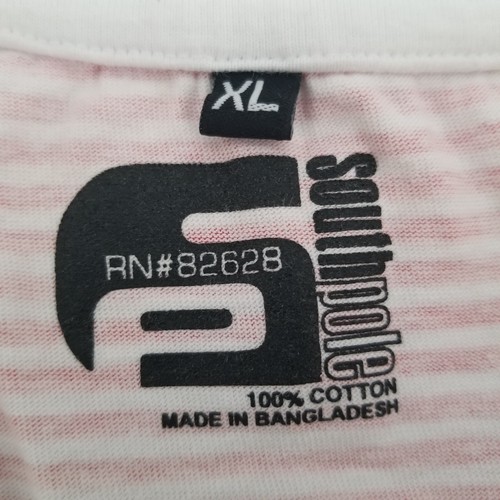 XL
southpole
RN#82628
100% COTTON
MADE IN BANGLADESH